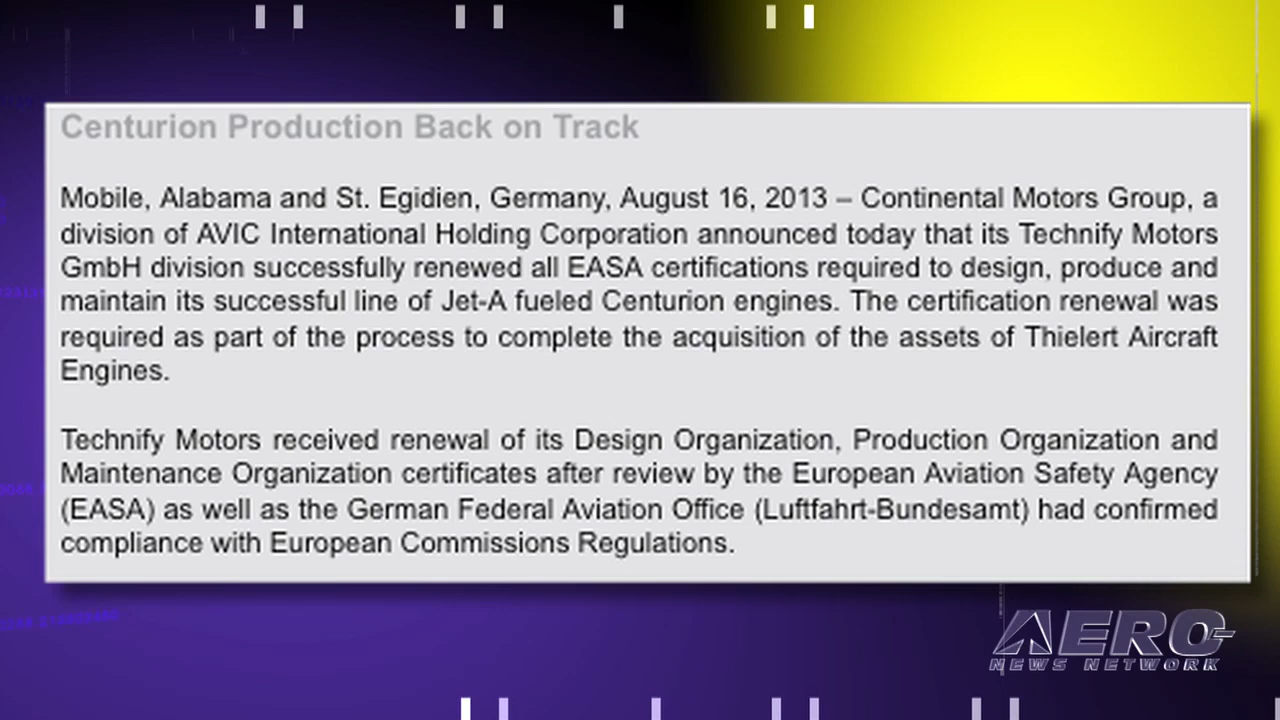 Centurion Production Back on Track
Mobile, Alabama and St. Egidien, Germany, August 16, 2013 – Continental Motors Group, a
division of AVIC International Holding Corporation announced today that its Technify Motors
GmbH division successfully renewed all EASA certifications required to design, produce and
maintain its successful line of Jet-A fueled Centurion engines. The certification renewal was
required as part of the process to complete the acquisition of the assets of Thielert Aircraft
Engines.
Technify Motors received renewal of its Design Organization, Production Organization and
Maintenance Organization certificates after review by the European Aviation Safety Agency
(EASA) as well as the German Federal Aviation Office (Luftfahrt-Bundesamt) had confirmed
compliance with European Commissions Regulations.
AERO-
NEWS NETWORK